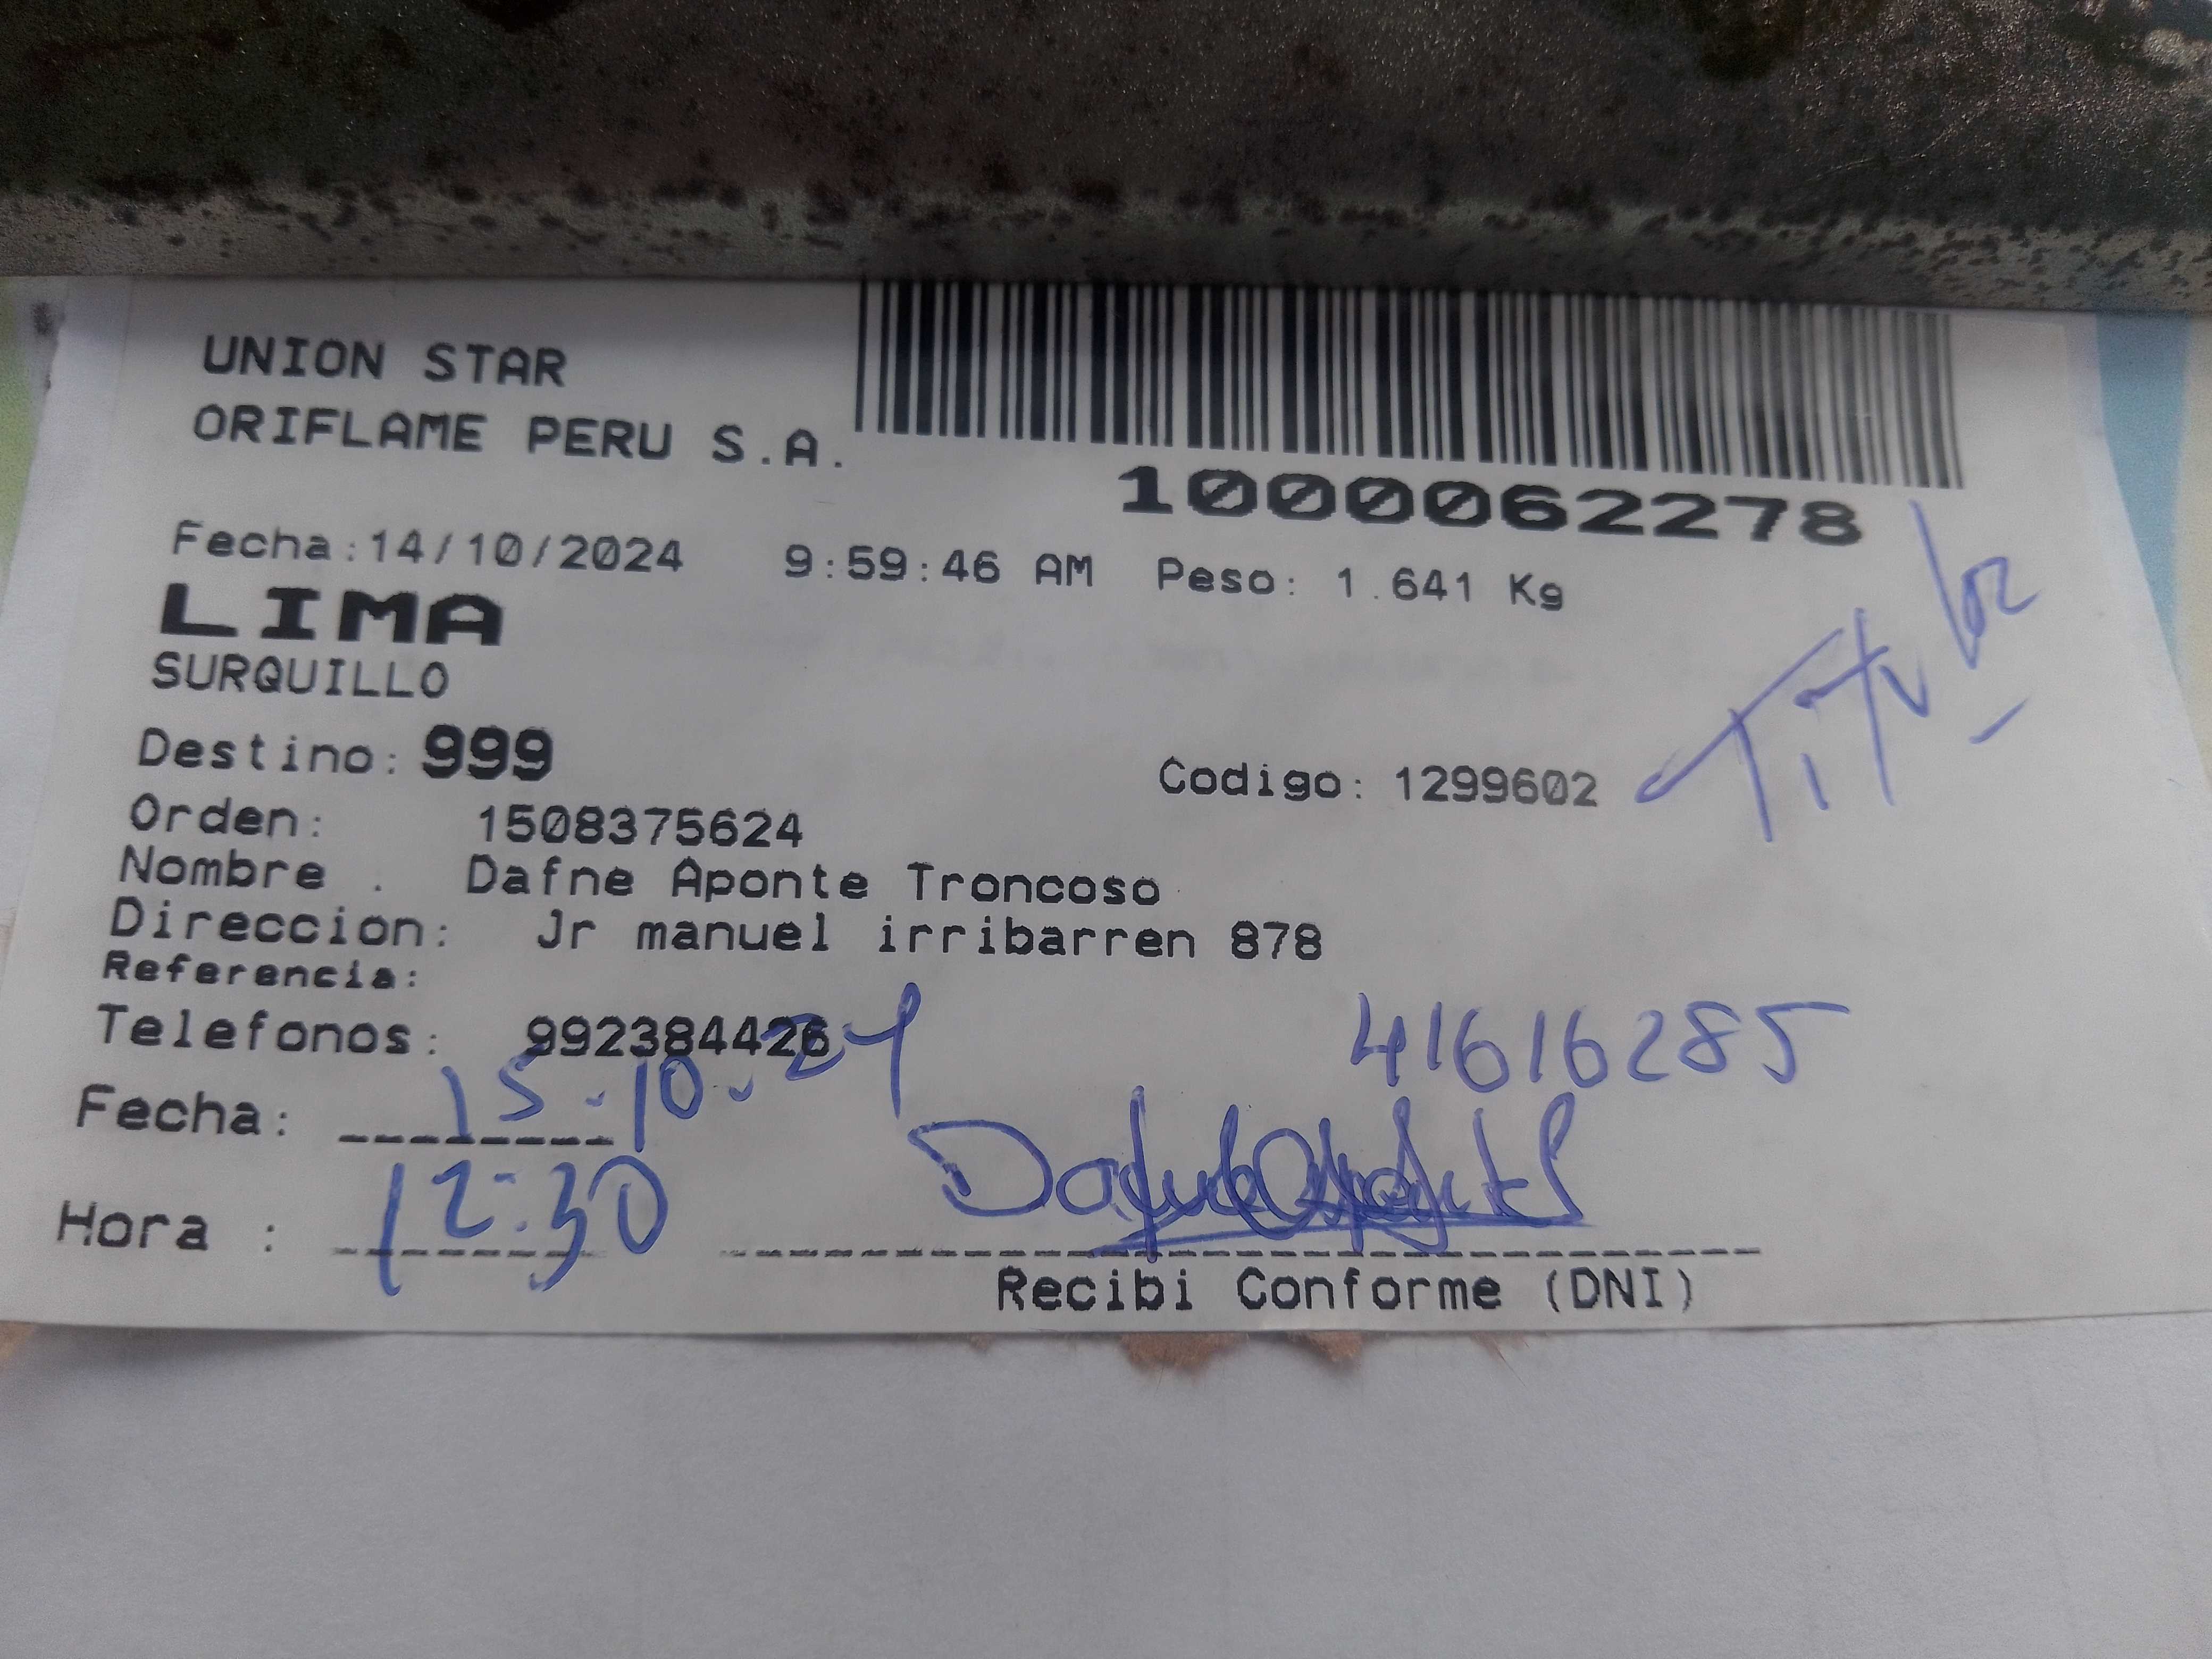 UNION STAR
ORIFLAME PERU S.A.
1000062278
Fecha:14/10/2024 9:59:46 AM Peso: 1.641 Kg
LIMA
SURQUILLO
Titular
Destino: 999
Codigo: 1299602
Orden: 1508375624
Nombre . Dafne Aponte Troncoso
Direccion: Jr manuel irribarren 878
Referencia:
Telefonos: 992384426
41616285
Fecha: 15-10-24
Hora : 12:30
Recibi Conforme (DNI)